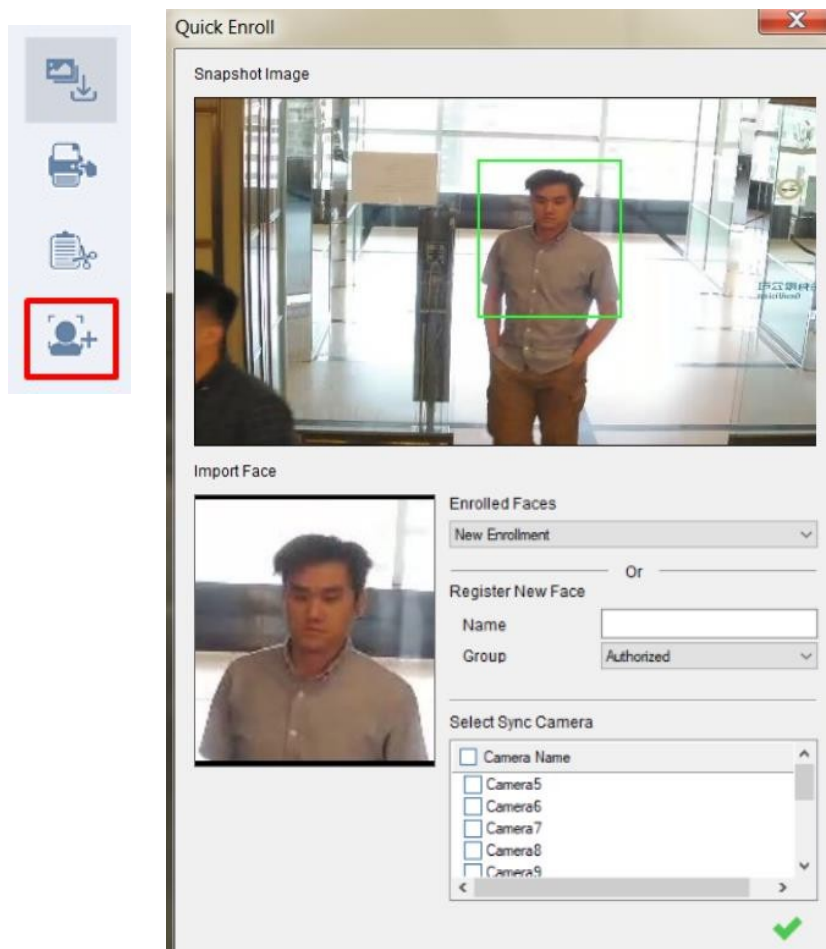 Quick Enroll
Snapshot Image
Import Face
Enrolled Faces
New Enrollment
Or
Register New Face
Name
Group
Authorized
Select Sync Camera
Camera Name
Camera5
Camera6
Camera7
Camera8
Camera9